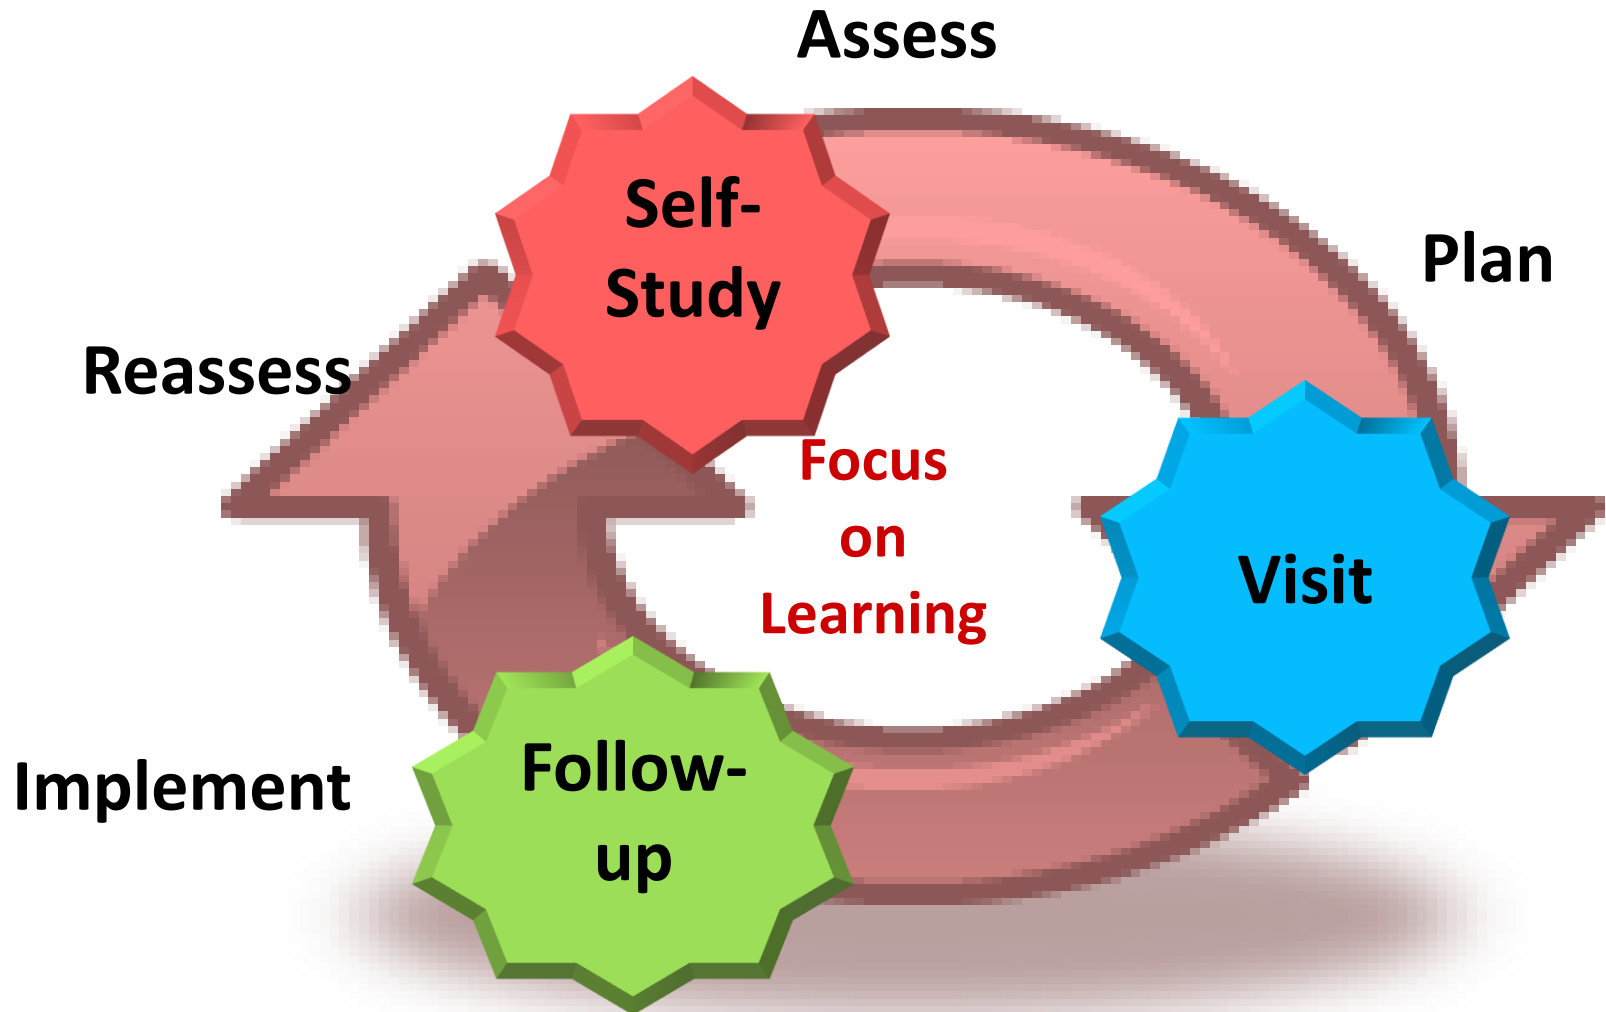 Assess
Self-
Study
Plan
Reassess
Focus
on
Learning
Visit
Follow-
up
Implement